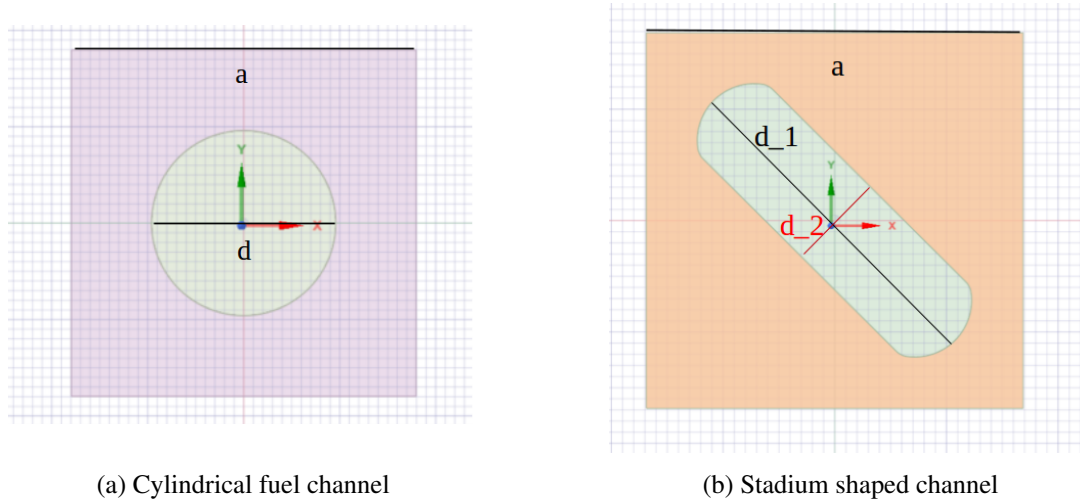 a
Y
X
d
a
d_1
Y
d_2
X
(a) Cylindrical fuel channel
(b) Stadium shaped channel